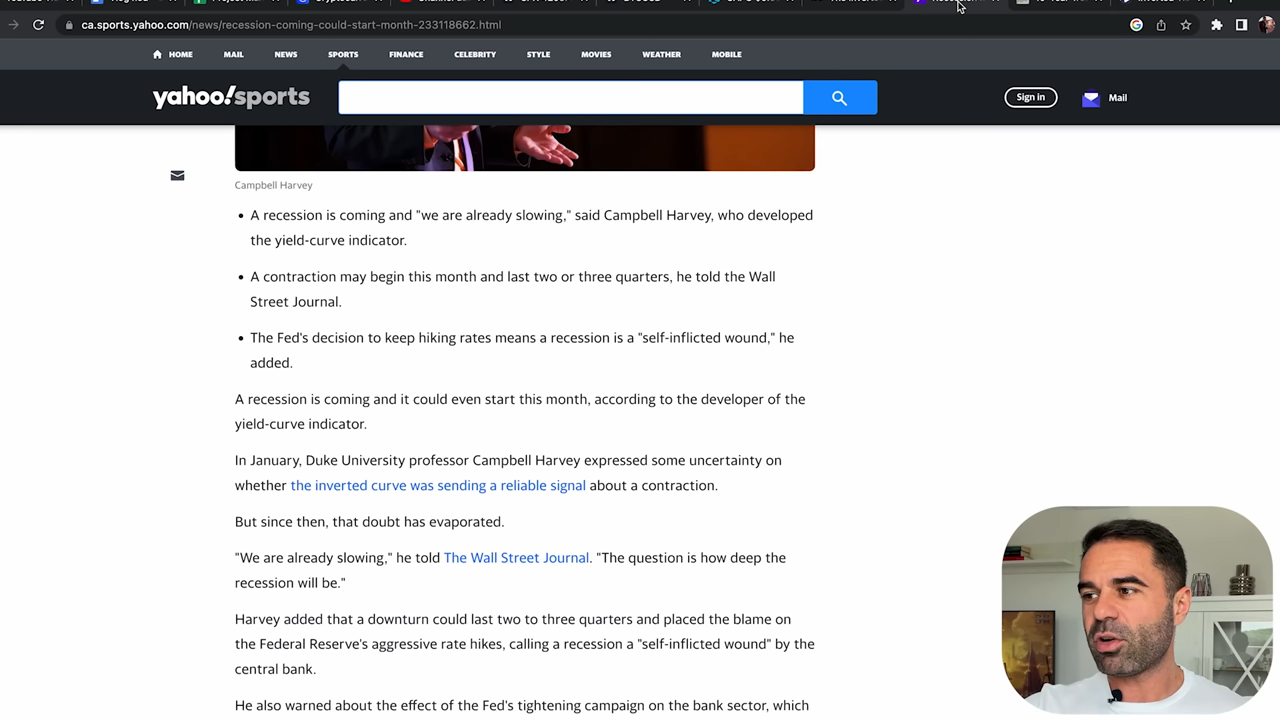 ca.sports.yahoo.com/news/recession-coming-could-start-month-233118662.html
HOME MAIL NEWS SPORTS FINANCE CELEBRITY STYLE MOVIES WEATHER MOBILE
yahoo!sports
Sign in
Mail
Campbell Harvey
• A recession is coming and "we are already slowing," said Campbell Harvey, who developed
the yield-curve indicator.
• A contraction may begin this month and last two or three quarters, he told the Wall
Street Journal.
• The Fed's decision to keep hiking rates means a recession is a "self-inflicted wound," he
added.
A recession is coming and it could even start this month, according to the developer of the
yield-curve indicator.
In January, Duke University professor Campbell Harvey expressed some uncertainty on
whether the inverted curve was sending a reliable signal about a contraction.
But since then, that doubt has evaporated.
"We are already slowing," he told The Wall Street Journal. "The question is how deep the
recession will be."
Harvey added that a downturn could last two to three quarters and placed the blame on
the Federal Reserve's aggressive rate hikes, calling a recession a "self-inflicted wound" by the
central bank.
He also warned about the effect of the Fed's tightening campaign on the bank sector, which